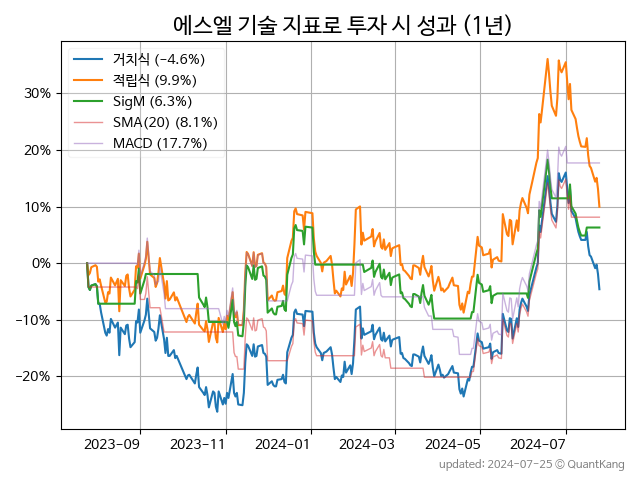 에스엘 기술 지표로 투자 시 성과 (1년)
거치식 (-4.6%)
적립식 (9.9%)
SigM (6.3%)
SMA(20) (8.1%)
MACD (17.7%)
30%
20%
10%
0%
−10%
−20%
2023-09 2023-11 2024-01 2024-03 2024-05 2024-07
updated: 2024-07-25 © QuantKang